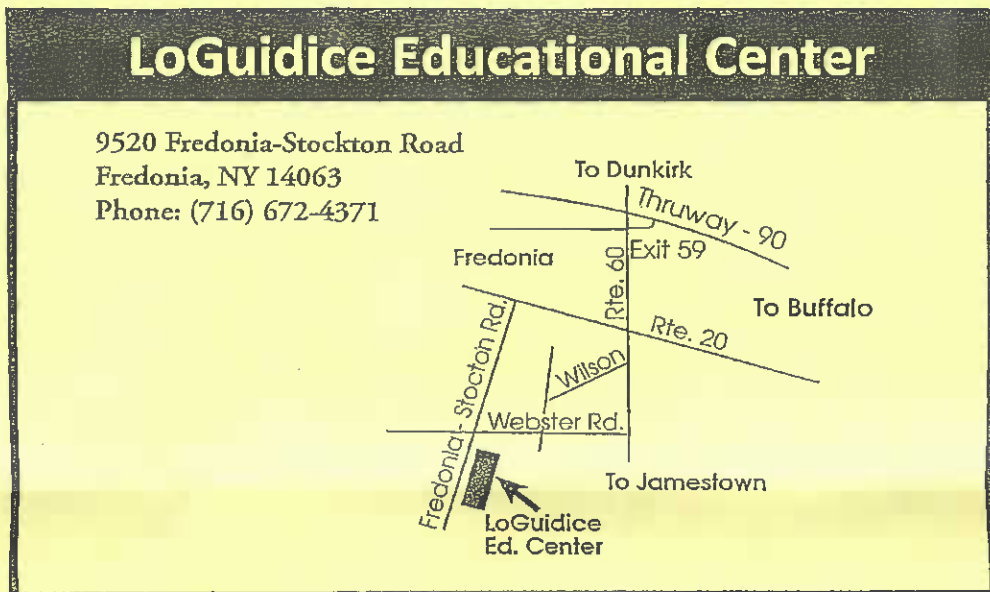 LoGuidice Educational Center
9520 Fredonia-Stockton Road
Fredonia, NY 14063
Phone: (716) 672-4371
To Dunkirk
Thruway - 90
Exit 59
Fredonia
Rte. 60
To Buffalo
Rte. 20
Fredonia - Stocton Rd.
Wilson
Webster Rd.
To Jamestown
LoGuidice
Ed. Center